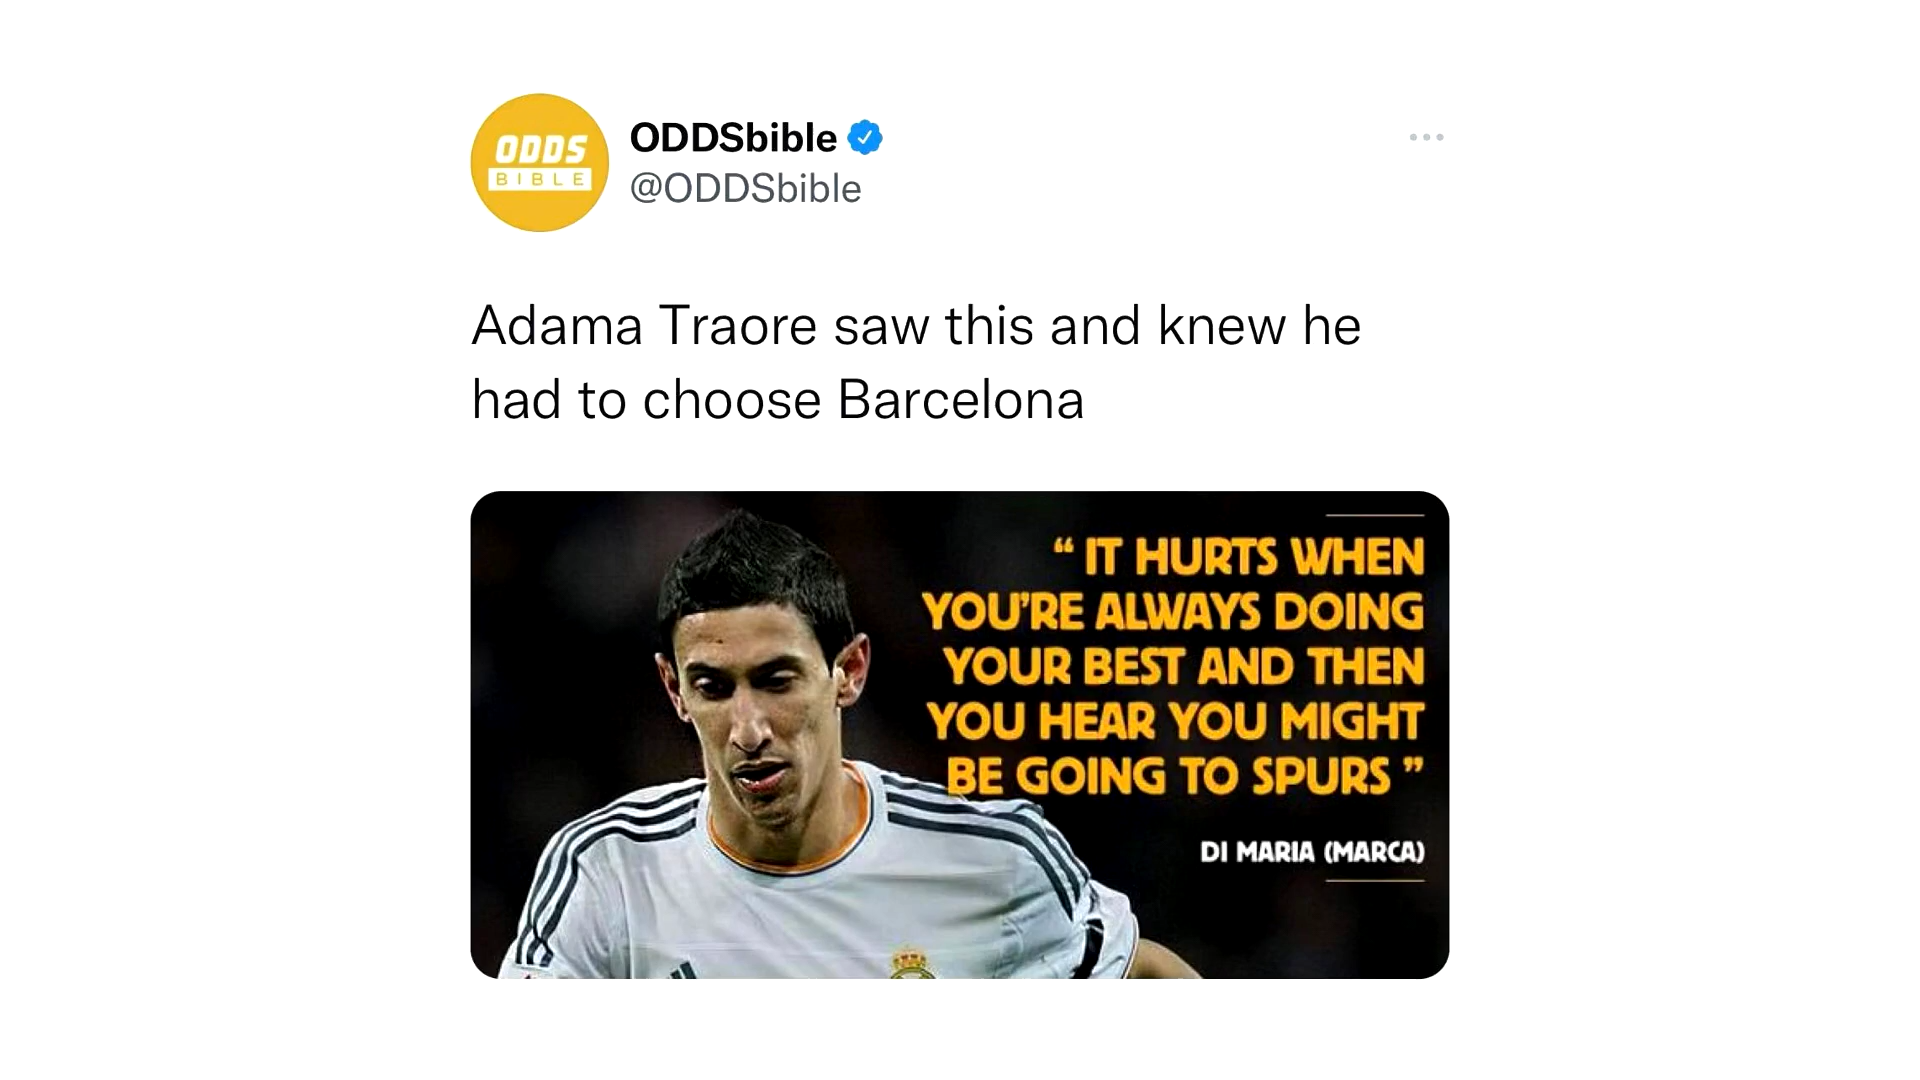 ODDS
BIBLE
ODDSbible
@ODDSbible
Adama Traore saw this and knew he
had to choose Barcelona
“ IT HURTS WHEN
YOU’RE ALWAYS DOING
YOUR BEST AND THEN
YOU HEAR YOU MIGHT
BE GOING TO SPURS ”
DI MARIA (MARCA)